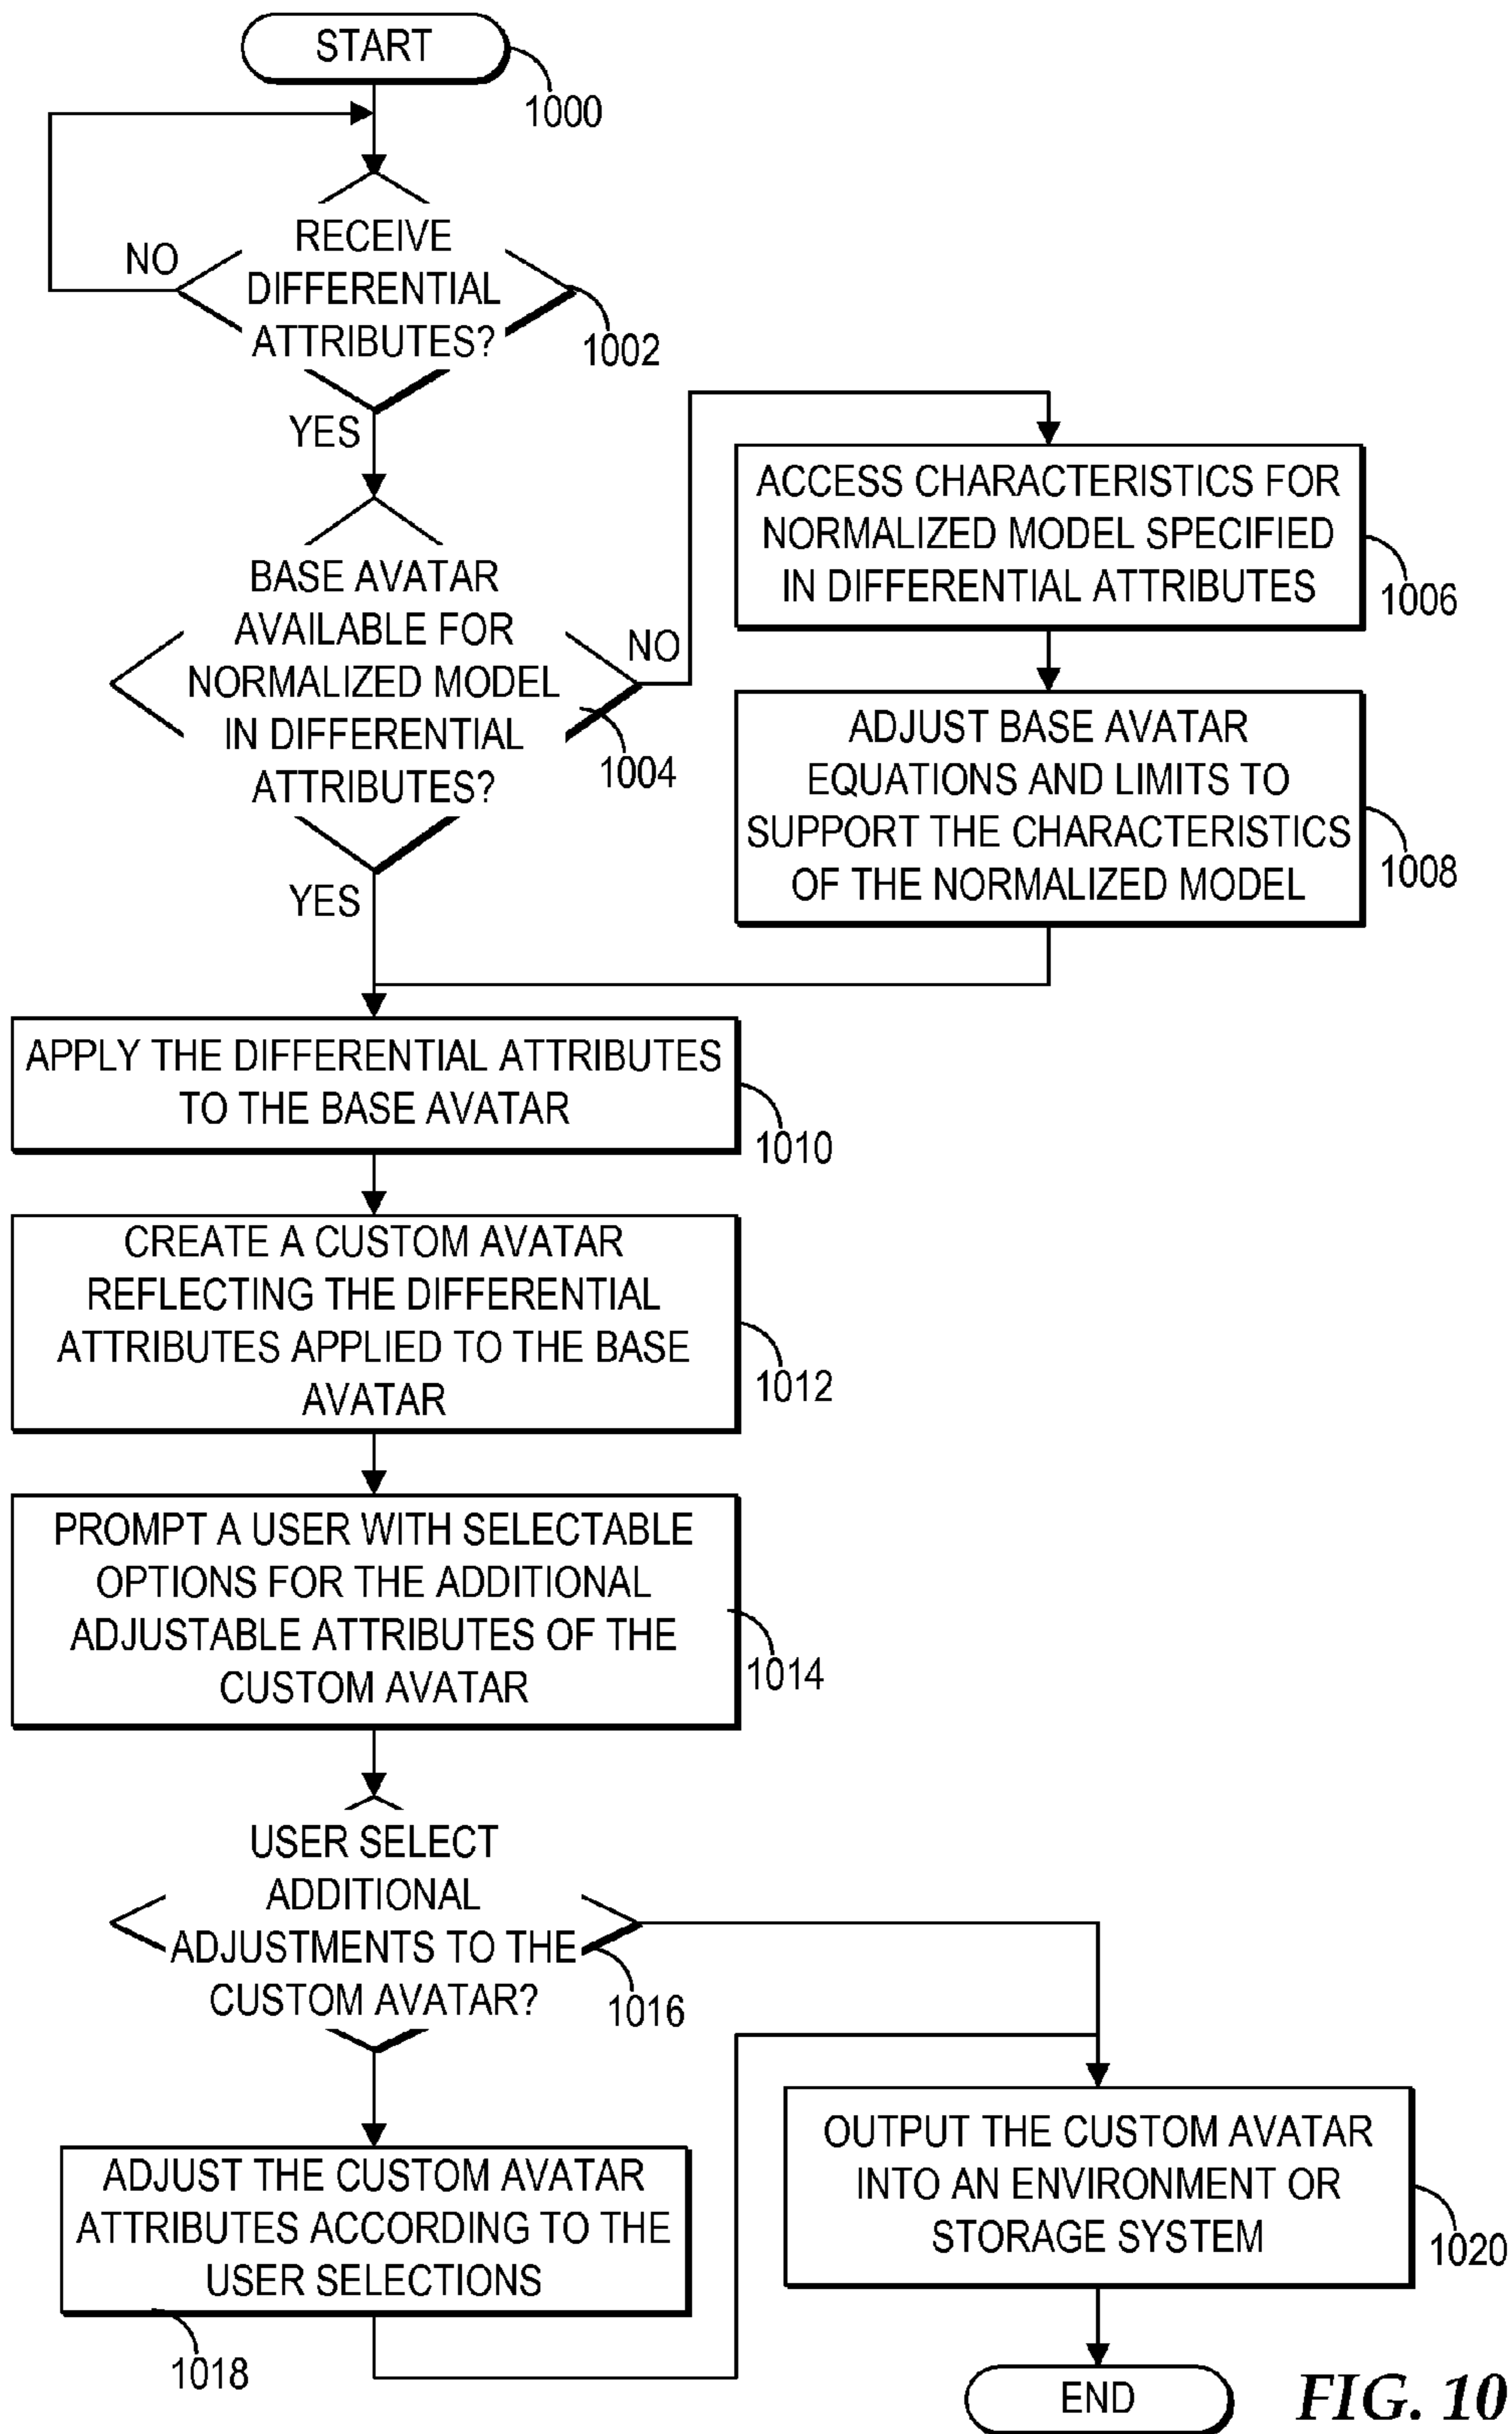 START
1000
RECEIVE
DIFFERENTIAL
ATTRIBUTES?
NO
1002
YES
BASE AVATAR
AVAILABLE FOR
NORMALIZED MODEL
IN DIFFERENTIAL
ATTRIBUTES?
NO
1004
YES
ACCESS CHARACTERISTICS FOR
NORMALIZED MODEL SPECIFIED
IN DIFFERENTIAL ATTRIBUTES
1006
ADJUST BASE AVATAR
EQUATIONS AND LIMITS TO
SUPPORT THE CHARACTERISTICS
OF THE NORMALIZED MODEL
1008
APPLY THE DIFFERENTIAL ATTRIBUTES
TO THE BASE AVATAR
1010
CREATE A CUSTOM AVATAR
REFLECTING THE DIFFERENTIAL
ATTRIBUTES APPLIED TO THE BASE
AVATAR
1012
PROMPT A USER WITH SELECTABLE
OPTIONS FOR THE ADDITIONAL
ADJUSTABLE ATTRIBUTES OF THE
CUSTOM AVATAR
1014
USER SELECT
ADDITIONAL
ADJUSTMENTS TO THE
CUSTOM AVATAR?
1016
ADJUST THE CUSTOM AVATAR
ATTRIBUTES ACCORDING TO THE
USER SELECTIONS
1018
OUTPUT THE CUSTOM AVATAR
INTO AN ENVIRONMENT OR
STORAGE SYSTEM
1020
END
FIG. 10